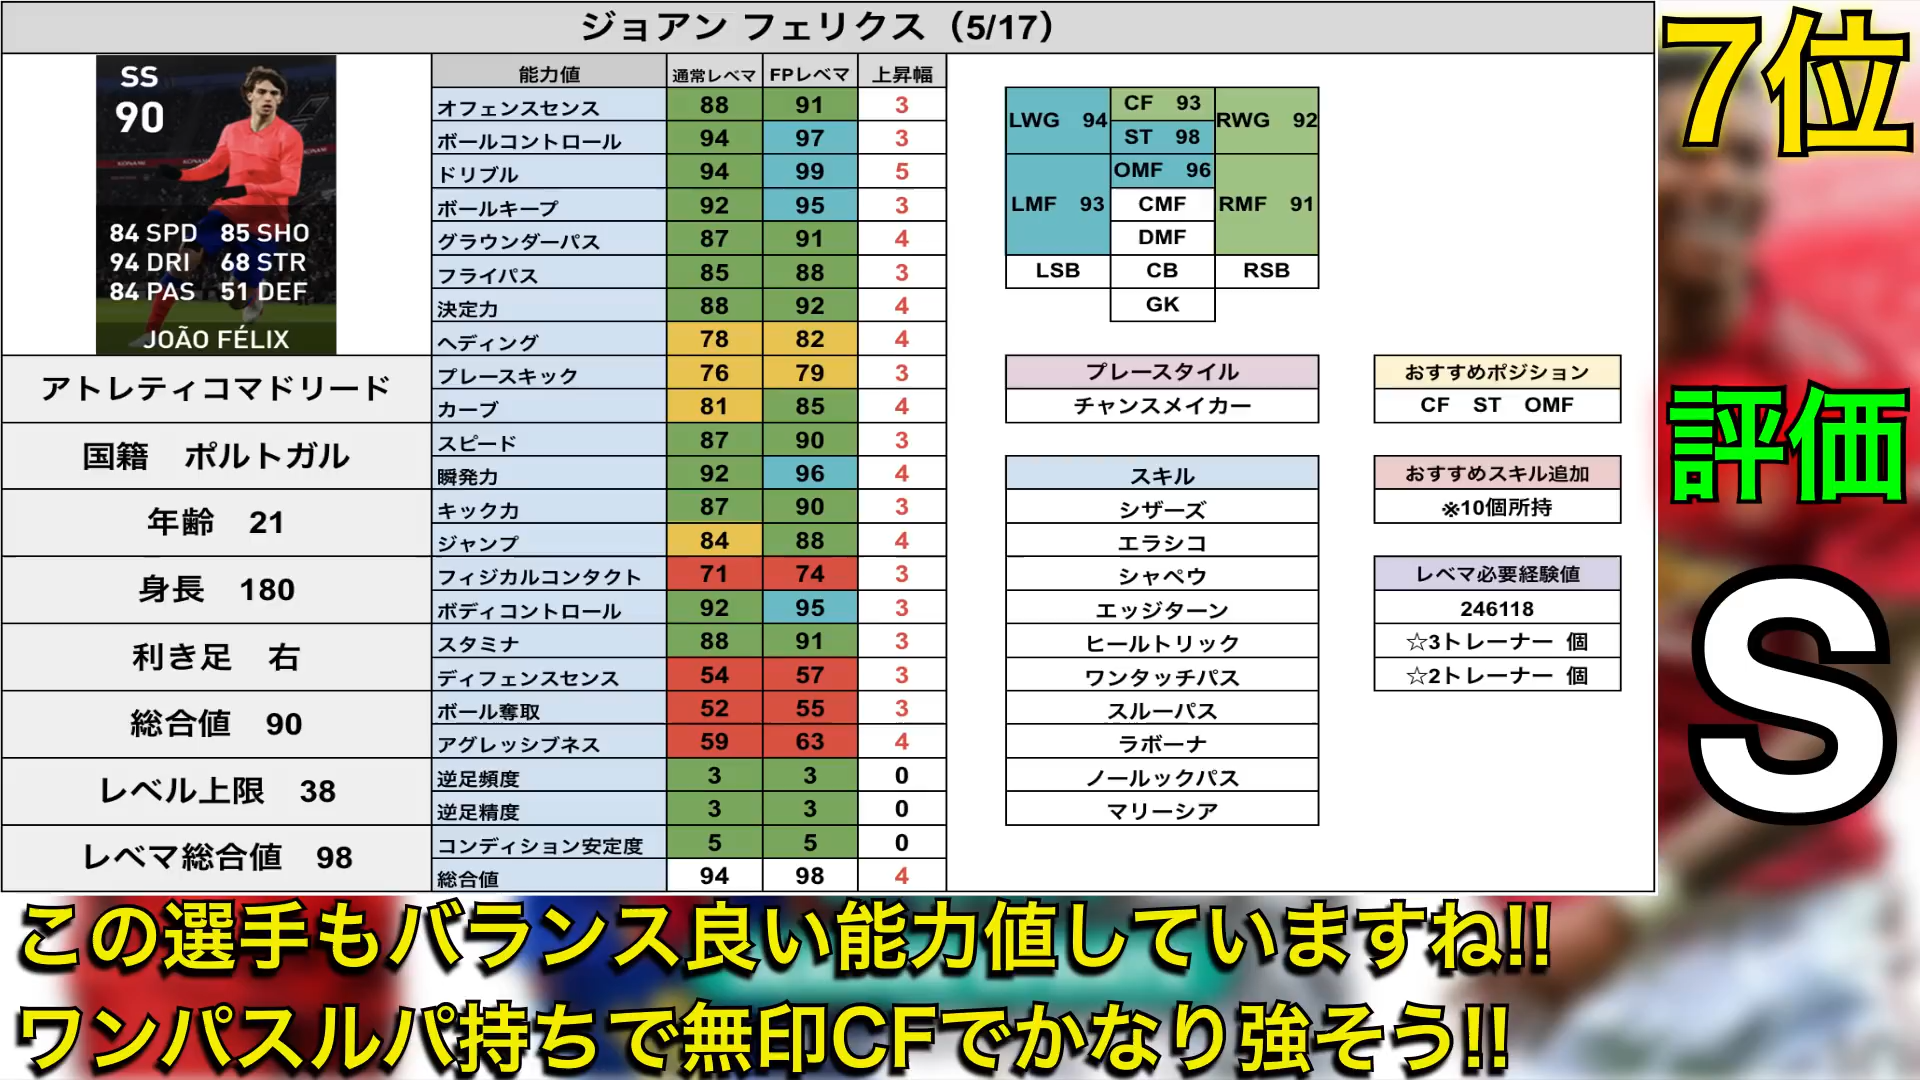 ジョアン フェリクス（5/17）
7位
評価
S
SS
90
84 SPD 85 SHO
94 DRI 68 STR
84 PAS 51 DEF
JOÃO FÉLIX
アトレティコマドリード
国籍 ポルトガル
年齢 21
身長 180
利き足 右
総合値 90
レベル上限 38
レベマ総合値 98
能力値 通常レベマ FPレベマ 上昇幅
オフェンスセンス 88 91 3
ボールコントロール 94 97 3
ドリブル 94 99 5
ボールキープ 92 95 3
グラウンダーパス 87 91 4
フライパス 85 88 3
決定力 88 92 4
ヘディング 78 82 4
プレースキック 76 79 3
カーブ 81 85 4
スピード 87 90 3
瞬発力 92 96 4
キック力 87 90 3
ジャンプ 84 88 4
フィジカルコンタクト 71 74 3
ボディコントロール 92 95 3
スタミナ 88 91 3
ディフェンスセンス 54 57 3
ボール奪取 52 55 3
アグレッシブネス 59 63 4
逆足頻度 3 3 0
逆足精度 3 3 0
コンディション安定度 5 5 0
総合値 94 98 4
LWG 94 CF 93 RWG 92
ST 98
OMF 96
LMF 93 CMF RMF 91
DMF
LSB CB RSB
GK
プレースタイル
チャンスメイカー
スキル
シザーズ
エラシコ
シャペウ
エッジターン
ヒールトリック
ワンタッチパス
スルーパス
ラボーナ
ノールックパス
マリーシア
おすすめポジション
CF ST OMF
おすすめスキル追加
※10個所持
レベマ必要経験値
246118
☆3トレーナー 個
☆2トレーナー 個
この選手もバランス良い能力値していますね!!
ワンパスルパ持ちで無印CFでかなり強そう!!